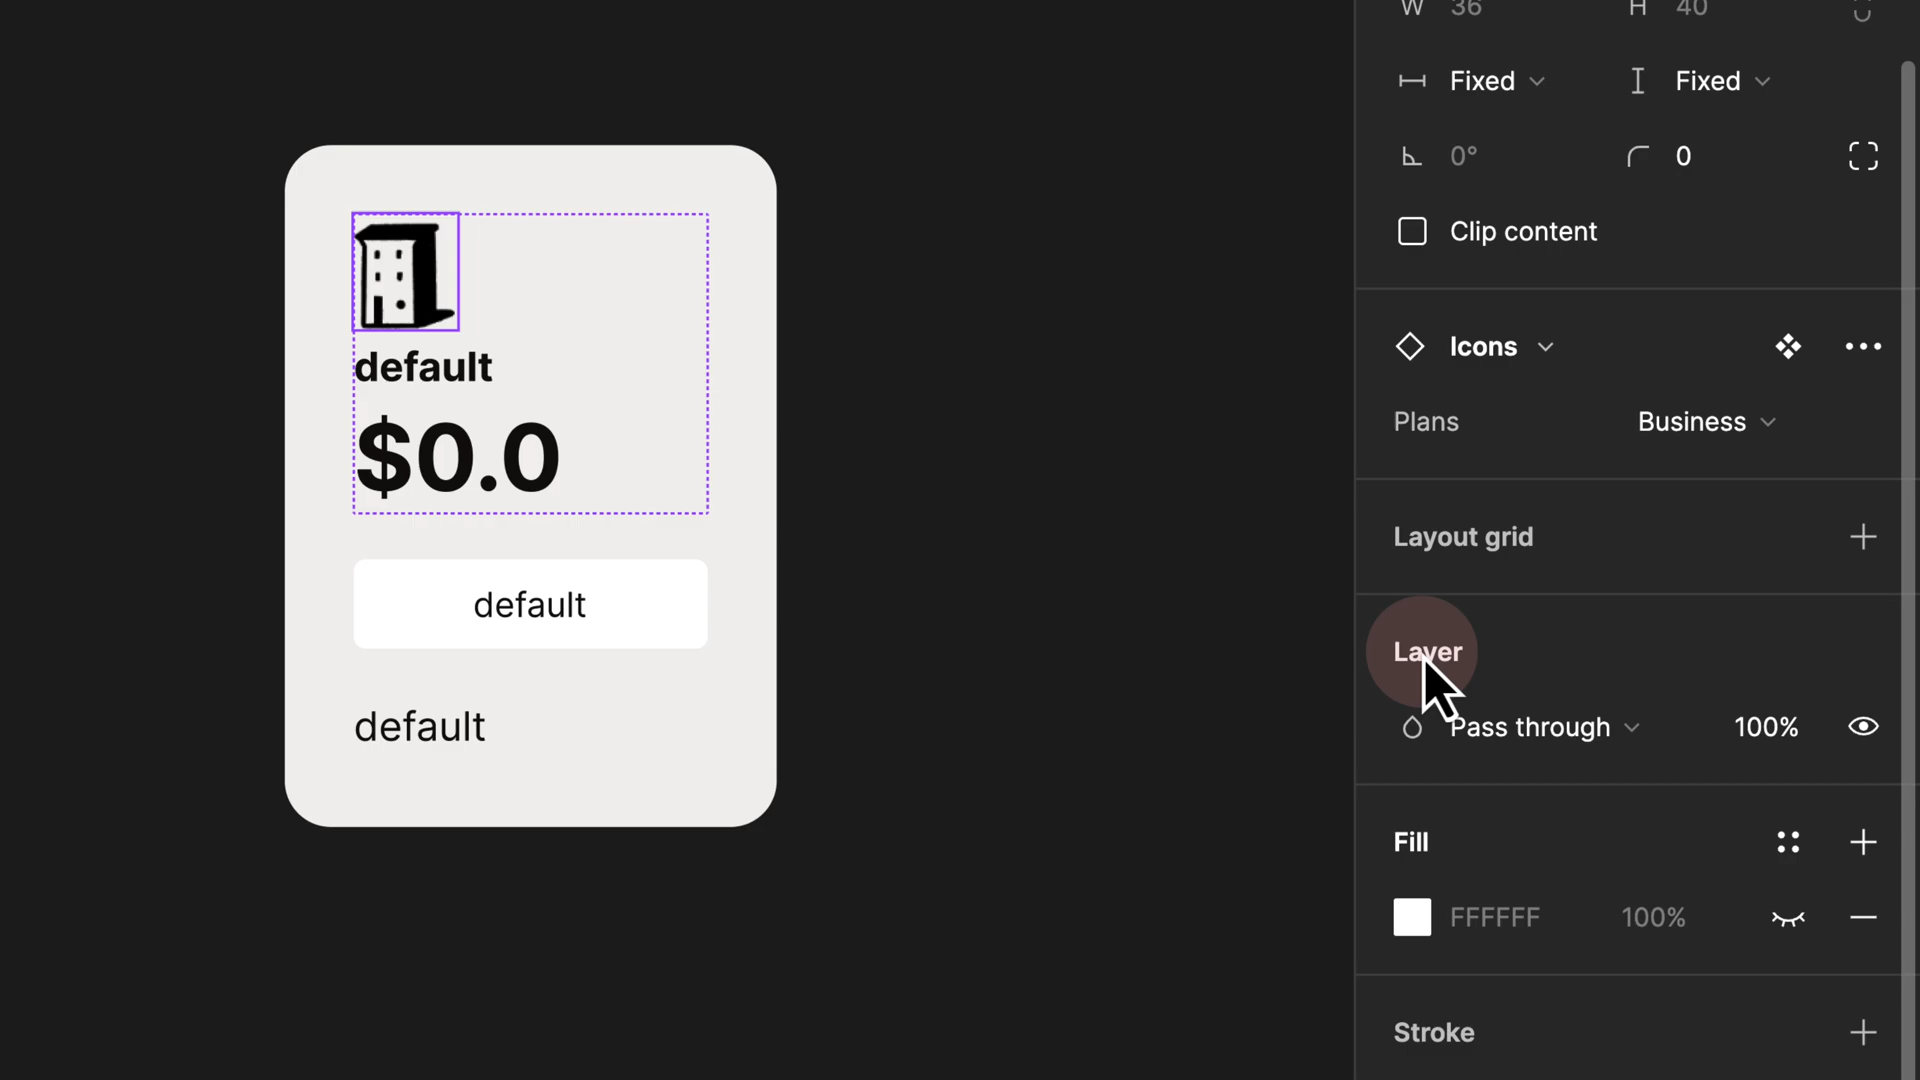 default
$0.0
default
default
W 36 H 40
Fixed Fixed
0° 0
Clip content
Icons
Plans Business
Layout grid
Layer
Pass through 100%
Fill
FFFFFF 100%
Stroke